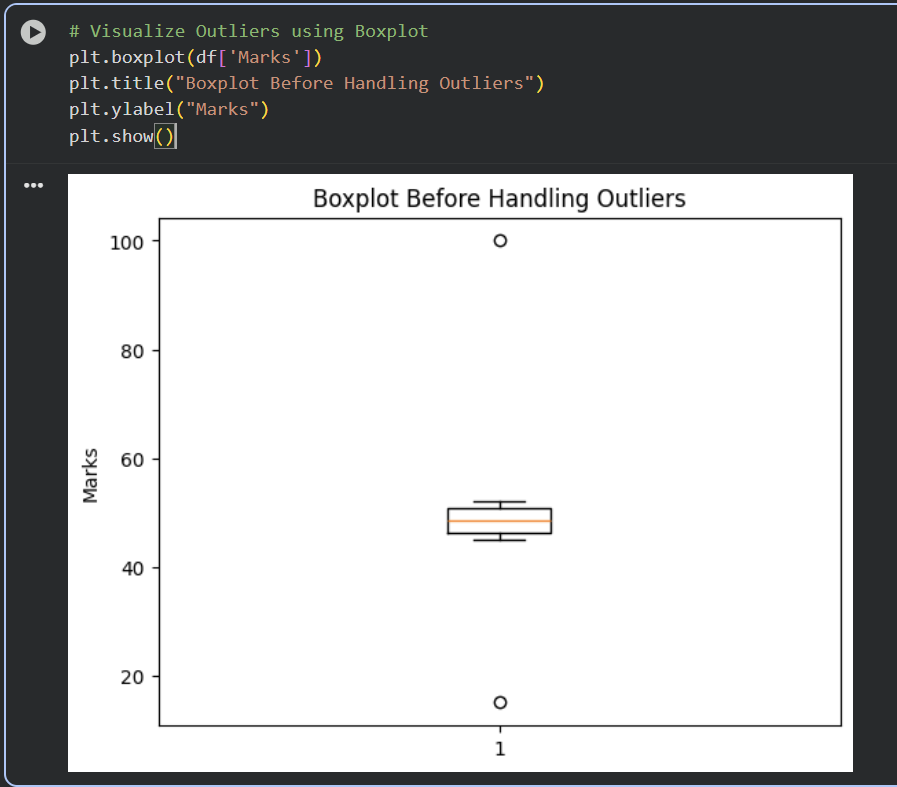 # Visualize Outliers using Boxplot
plt.boxplot(df['Marks'])
plt.title("Boxplot Before Handling Outliers")
plt.ylabel("Marks")
plt.show()
Boxplot Before Handling Outliers
100
80
60
40
20
Marks
1